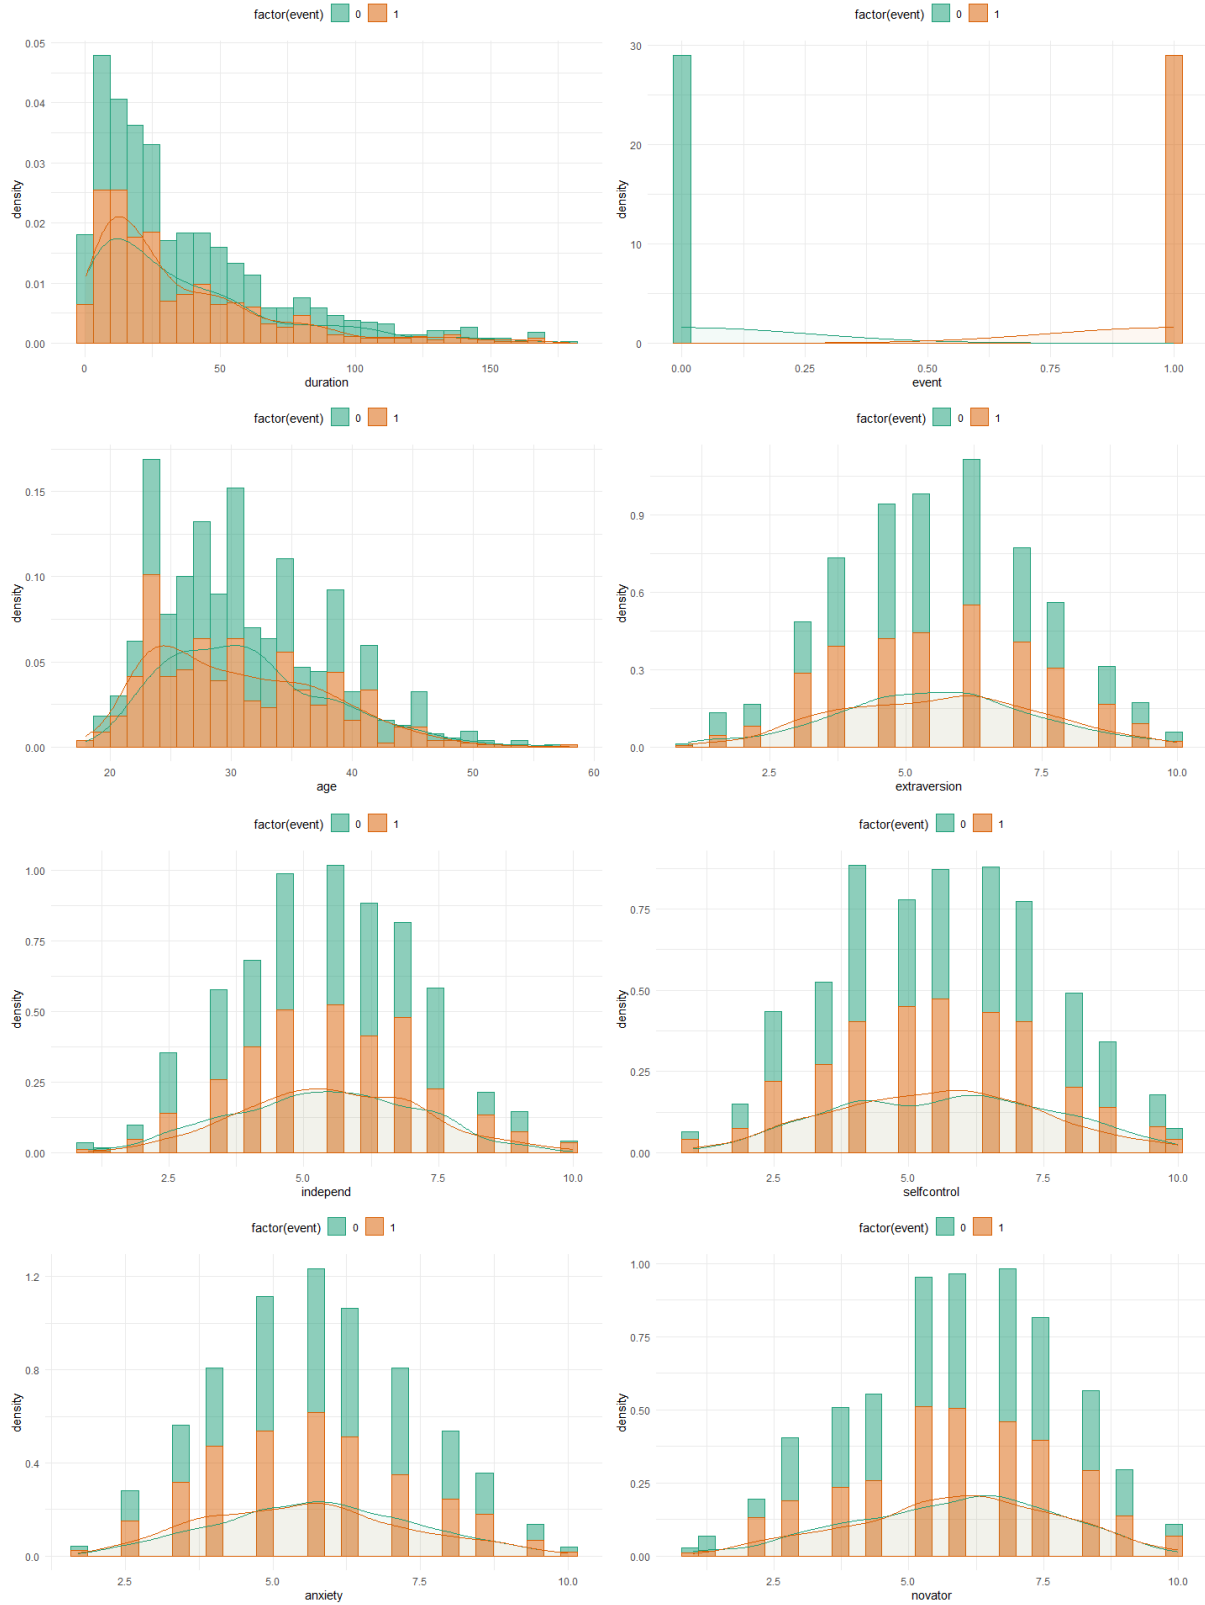 factor(event) 0 1
factor(event) 0 1
0.05
0.04
0.03
0.02
0.01
0.00
density
0 50 100 150
duration
30
20
10
0
density
0.00 0.25 0.50 0.75 1.00
event
factor(event) 0 1
factor(event) 0 1
0.15
0.10
0.05
0.00
density
20 30 40 50 60
age
0.9
0.6
0.3
0.0
density
2.5 5.0 7.5 10.0
extraversion
factor(event) 0 1
factor(event) 0 1
1.00
0.75
0.50
0.25
0.00
density
2.5 5.0 7.5 10.0
independ
0.75
0.50
0.25
0.00
density
2.5 5.0 7.5 10.0
selfcontrol
factor(event) 0 1
factor(event) 0 1
1.2
0.8
0.4
0.0
density
2.5 5.0 7.5 10.0
anxiety
1.00
0.75
0.50
0.25
0.00
density
2.5 5.0 7.5 10.0
novator